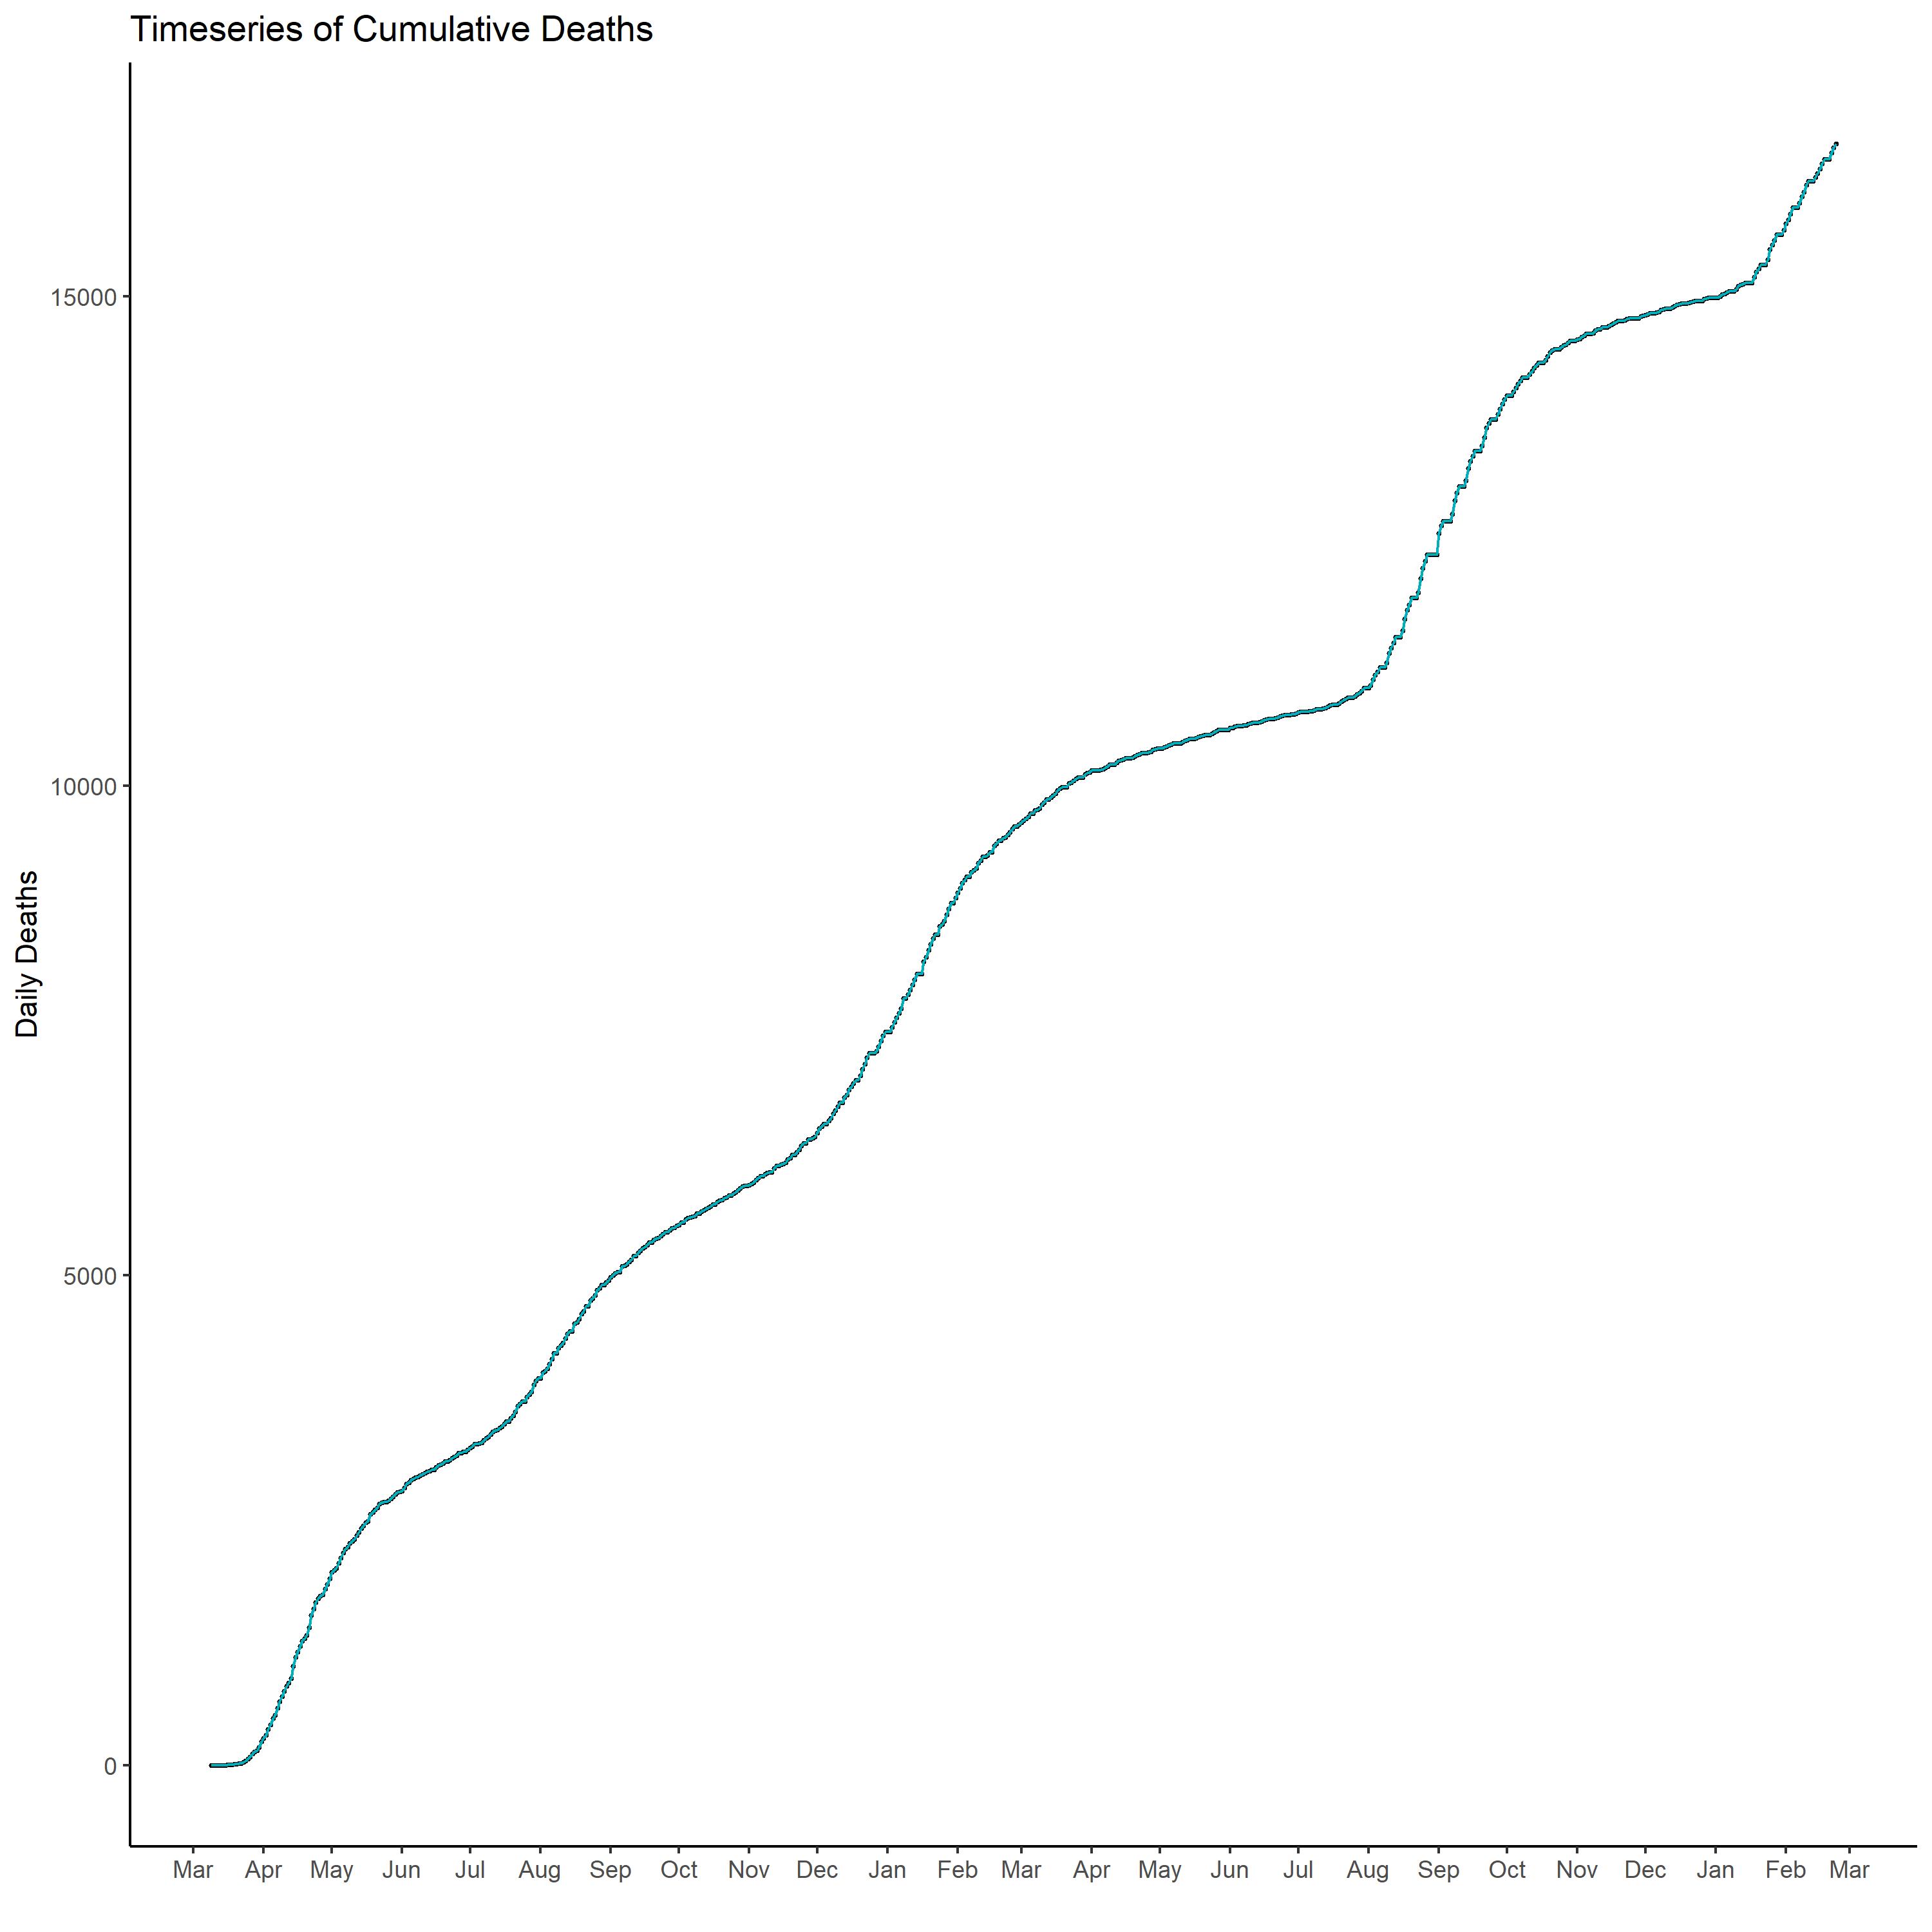 Timeseries of Cumulative Deaths
Daily Deaths
15000
10000
5000
0
Mar Apr May Jun Jul Aug Sep Oct Nov Dec Jan Feb Mar Apr May Jun Jul Aug Sep Oct Nov Dec Jan Feb Mar